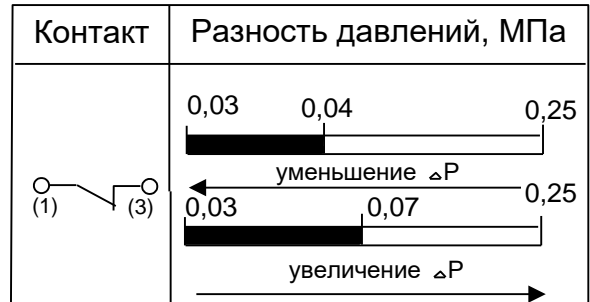 Контакт Разность давлений, МПа
0,03 0,04 0,25
уменьшение ▵P
(1) (3) 0,03 0,07 0,25
увеличение ▵P